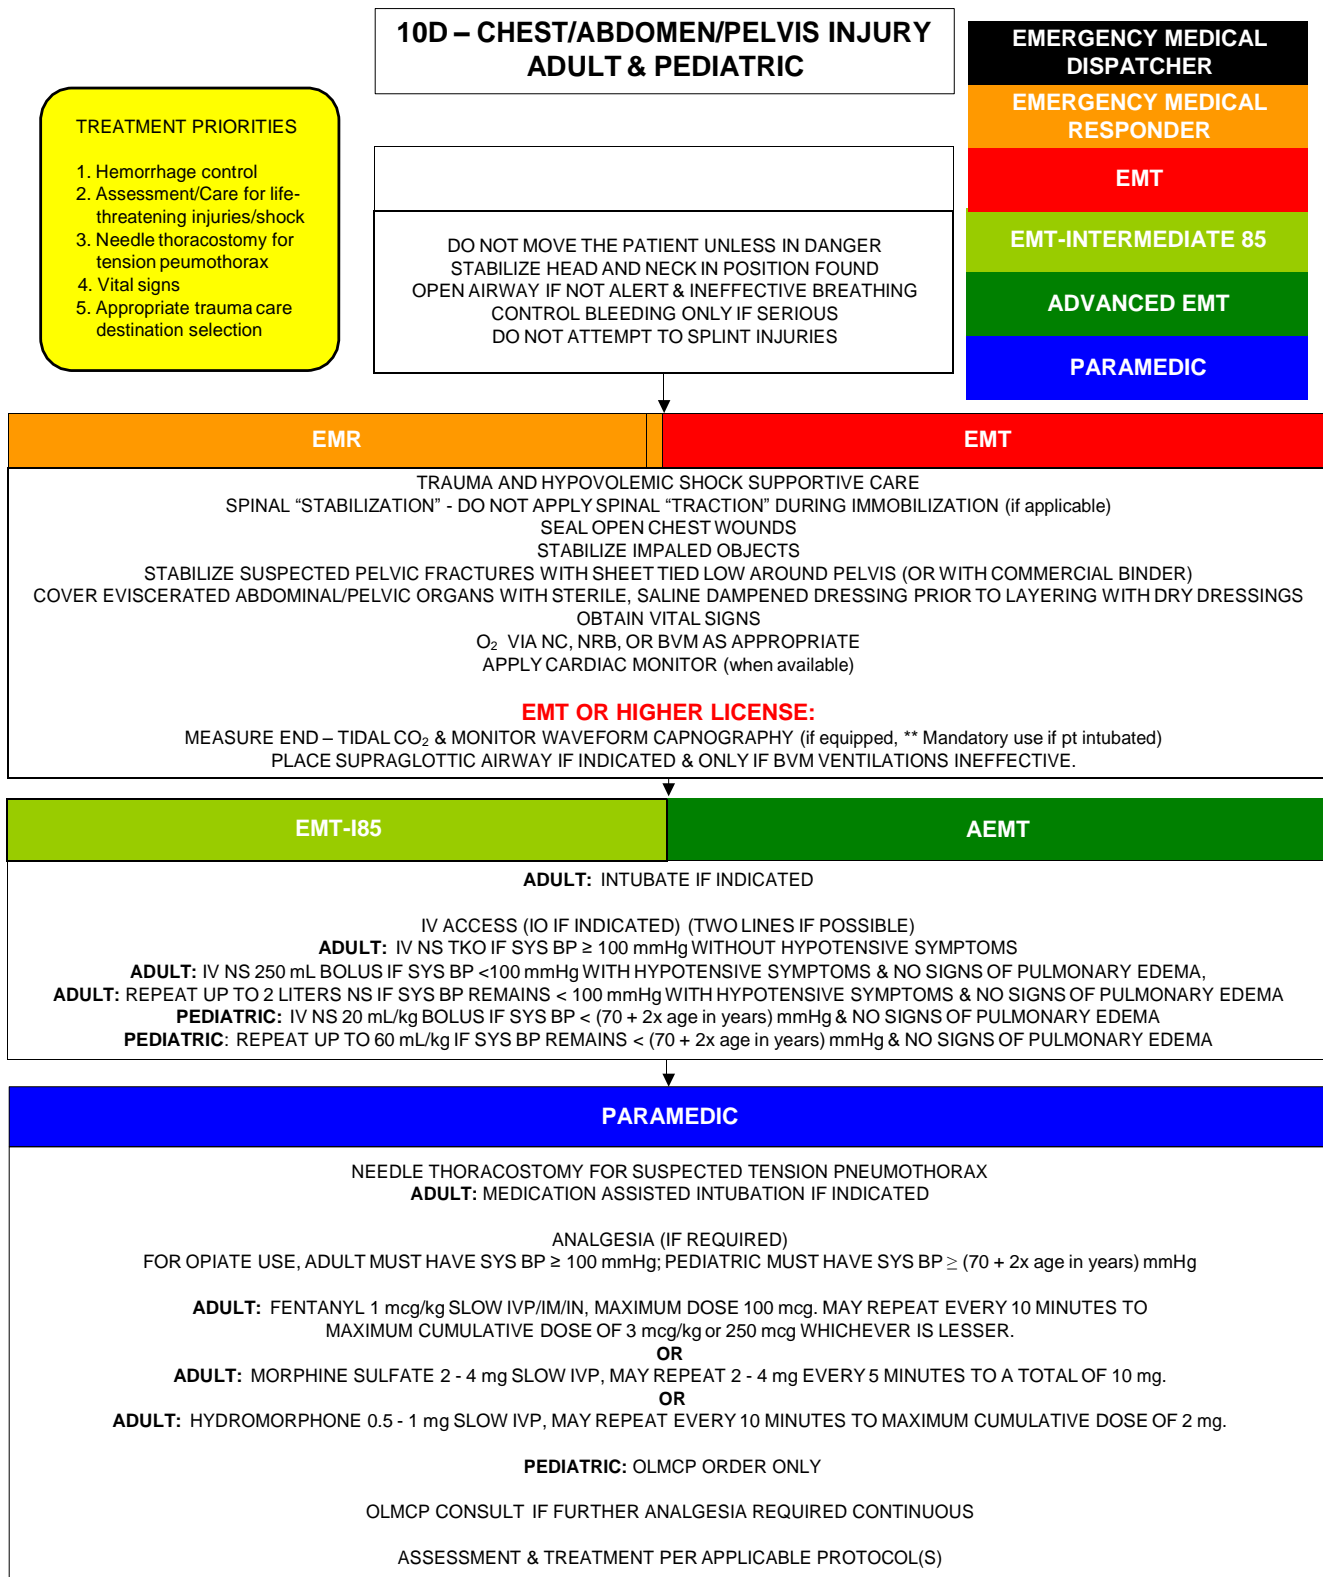 10D – CHEST/ABDOMEN/PELVIS INJURY
ADULT & PEDIATRIC
EMERGENCY MEDICAL
DISPATCHER
EMERGENCY MEDICAL
RESPONDER
EMT
EMT-INTERMEDIATE 85
ADVANCED EMT
PARAMEDIC
TREATMENT PRIORITIES
1. Hemorrhage control
2. Assessment/Care for life-
threatening injuries/shock
3. Needle thoracostomy for
tension peumothorax
4. Vital signs
5. Appropriate trauma care
destination selection
DO NOT MOVE THE PATIENT UNLESS IN DANGER
STABILIZE HEAD AND NECK IN POSITION FOUND
OPEN AIRWAY IF NOT ALERT & INEFFECTIVE BREATHING
CONTROL BLEEDING ONLY IF SERIOUS
DO NOT ATTEMPT TO SPLINT INJURIES
EMR
EMT
TRAUMA AND HYPOVOLEMIC SHOCK SUPPORTIVE CARE
SPINAL “STABILIZATION” - DO NOT APPLY SPINAL “TRACTION” DURING IMMOBILIZATION (if applicable)
SEAL OPEN CHEST WOUNDS
STABILIZE IMPALED OBJECTS
STABILIZE SUSPECTED PELVIC FRACTURES WITH SHEET TIED LOW AROUND PELVIS (OR WITH COMMERCIAL BINDER)
COVER EVISCERATED ABDOMINAL/PELVIC ORGANS WITH STERILE, SALINE DAMPENED DRESSING PRIOR TO LAYERING WITH DRY DRESSINGS
OBTAIN VITAL SIGNS
O₂ VIA NC, NRB, OR BVM AS APPROPRIATE
APPLY CARDIAC MONITOR (when available)
EMT OR HIGHER LICENSE:
MEASURE END – TIDAL CO₂ & MONITOR WAVEFORM CAPNOGRAPHY (if equipped, ** Mandatory use if pt intubated)
PLACE SUPRAGLOTTIC AIRWAY IF INDICATED & ONLY IF BVM VENTILATIONS INEFFECTIVE.
EMT-I85
AEMT
ADULT: INTUBATE IF INDICATED
IV ACCESS (IO IF INDICATED) (TWO LINES IF POSSIBLE)
ADULT: IV NS TKO IF SYS BP ≥ 100 mmHg WITHOUT HYPOTENSIVE SYMPTOMS
ADULT: IV NS 250 mL BOLUS IF SYS BP <100 mmHg WITH HYPOTENSIVE SYMPTOMS & NO SIGNS OF PULMONARY EDEMA,
ADULT: REPEAT UP TO 2 LITERS NS IF SYS BP REMAINS < 100 mmHg WITH HYPOTENSIVE SYMPTOMS & NO SIGNS OF PULMONARY EDEMA
PEDIATRIC: IV NS 20 mL/kg BOLUS IF SYS BP < (70 + 2x age in years) mmHg & NO SIGNS OF PULMONARY EDEMA
PEDIATRIC: REPEAT UP TO 60 mL/kg IF SYS BP REMAINS < (70 + 2x age in years) mmHg & NO SIGNS OF PULMONARY EDEMA
PARAMEDIC
NEEDLE THORACOSTOMY FOR SUSPECTED TENSION PNEUMOTHORAX
ADULT: MEDICATION ASSISTED INTUBATION IF INDICATED
ANALGESIA (IF REQUIRED)
FOR OPIATE USE, ADULT MUST HAVE SYS BP ≥ 100 mmHg; PEDIATRIC MUST HAVE SYS BP ≥ (70 + 2x age in years) mmHg
ADULT: FENTANYL 1 mcg/kg SLOW IVP/IM/IN, MAXIMUM DOSE 100 mcg. MAY REPEAT EVERY 10 MINUTES TO
MAXIMUM CUMULATIVE DOSE OF 3 mcg/kg or 250 mcg WHICHEVER IS LESSER.
OR
ADULT: MORPHINE SULFATE 2 - 4 mg SLOW IVP, MAY REPEAT 2 - 4 mg EVERY 5 MINUTES TO A TOTAL OF 10 mg.
OR
ADULT: HYDROMORPHONE 0.5 - 1 mg SLOW IVP, MAY REPEAT EVERY 10 MINUTES TO MAXIMUM CUMULATIVE DOSE OF 2 mg.
PEDIATRIC: OLMCP ORDER ONLY
OLMCP CONSULT IF FURTHER ANALGESIA REQUIRED CONTINUOUS
ASSESSMENT & TREATMENT PER APPLICABLE PROTOCOL(S)